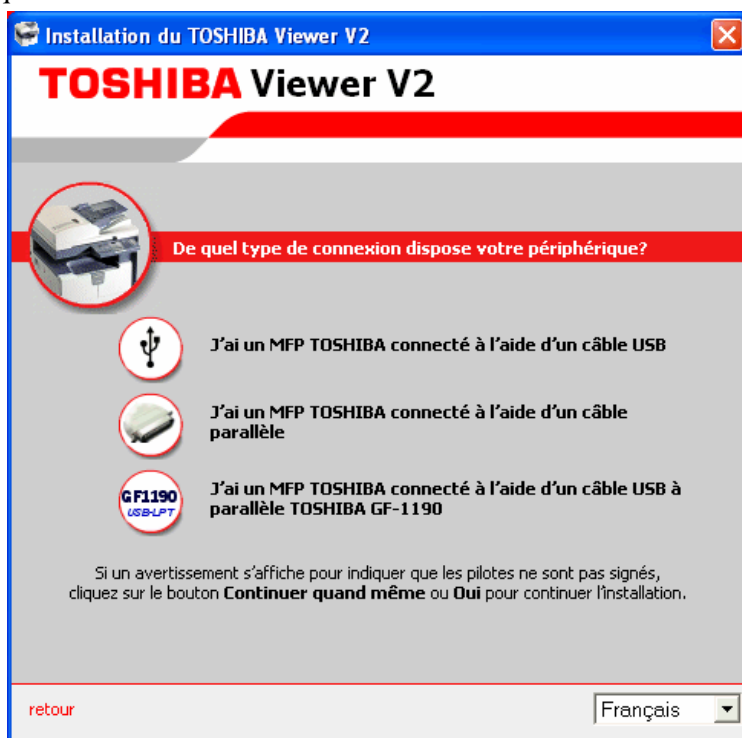 Installation du TOSHIBA Viewer V2
TOSHIBA Viewer V2
De quel type de connexion dispose votre périphérique?
J'ai un MFP TOSHIBA connecté à l'aide d'un câble USB
J'ai un MFP TOSHIBA connecté à l'aide d'un câble
parallèle
GF1190
USB-LPT
J'ai un MFP TOSHIBA connecté à l'aide d'un câble USB à
parallèle TOSHIBA GF-1190
Si un avertissement s'affiche pour indiquer que les pilotes ne sont pas signés,
cliquez sur le bouton Continuer quand même ou Oui pour continuer l'installation.
retour
Français